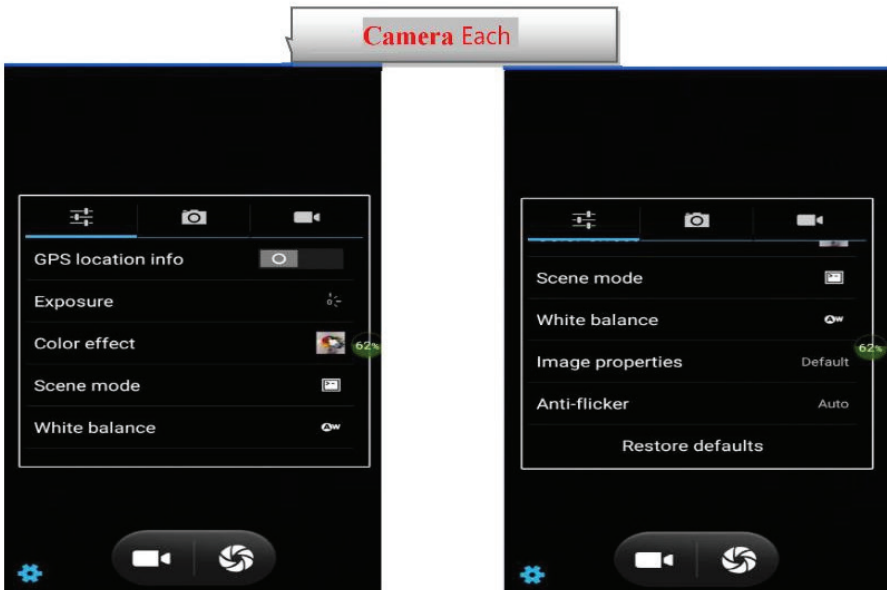 Camera Each
GPS location info
Exposure
Color effect
62%
Scene mode
White balance
Scene mode
White balance
62%
Image properties Default
Anti-flicker Auto
Restore defaults